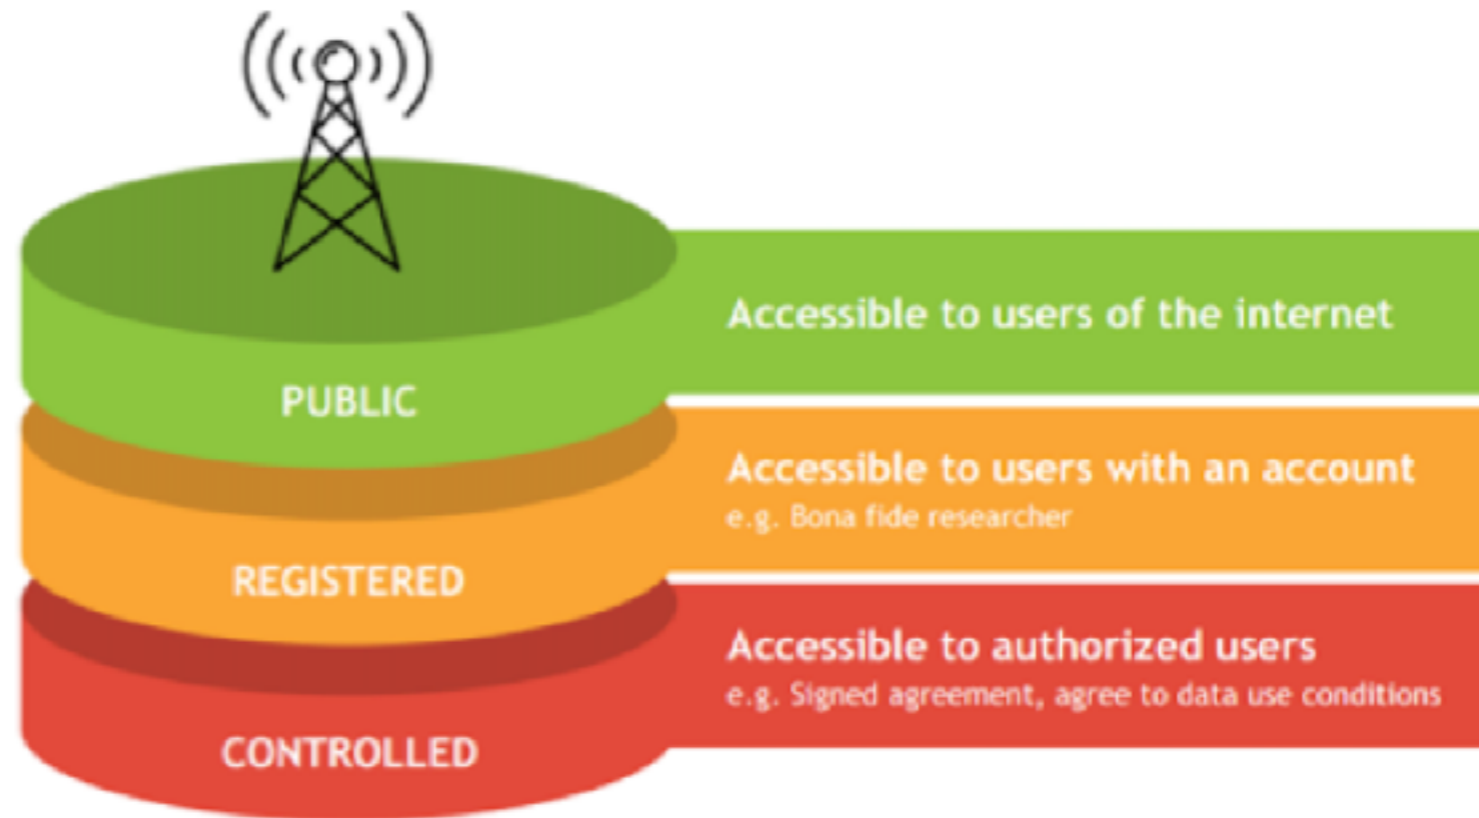 PUBLIC
Accessible to users of the internet
REGISTERED
Accessible to users with an account
e.g. Bona fide researcher
CONTROLLED
Accessible to authorized users
e.g. Signed agreement, agree to data use conditions